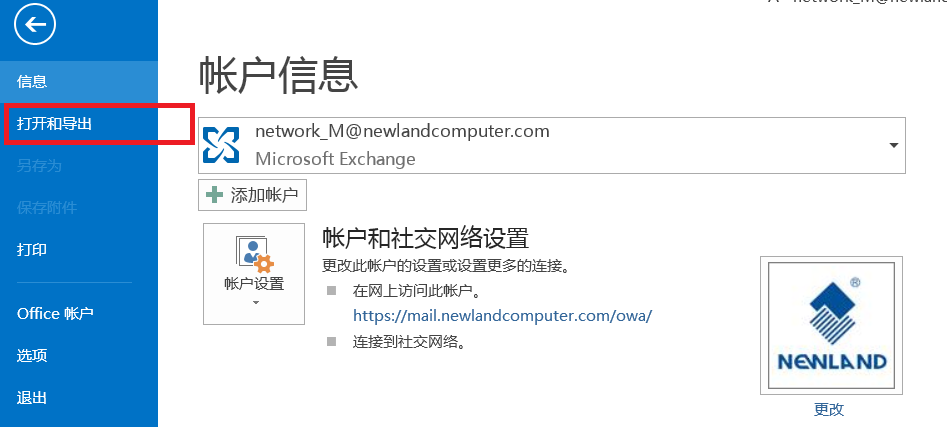 信息
打开和导出
另存为
保存附件
打印
Office 帐户
选项
退出
帐户信息
network_M@newlandcomputer.com
Microsoft Exchange
添加帐户
帐户设置
帐户和社交网络设置
更改此帐户的设置或设置更多的连接。
在网上访问此帐户。
https://mail.newlandcomputer.com/owa/
连接到社交网络。
®
NEWLAND
更改